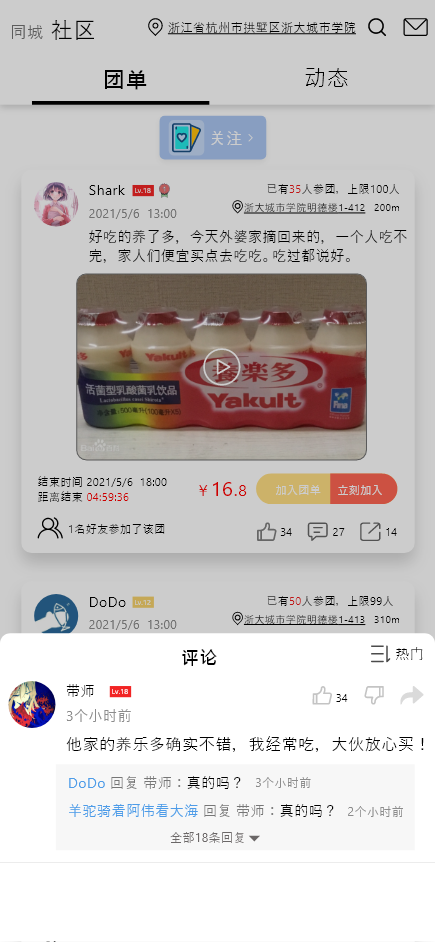 同城 社区
浙江省杭州市拱墅区浙大城市学院
团单 动态
关注
Shark Lv.18
已有35人参团，上限100人
2021/5/6 13:00
浙大城市学院明德楼1-412 200m
好吃的养了多，今天外婆家摘回来的，一个人吃不
完，家人们便宜买点去吃吃。吃过都说好。
养楽多
Yakult
活菌型乳酸菌乳饮品
结束时间 2021/5/6 18:00
距离结束 04:59:36
￥16.8
加入团单 立刻加入
1名好友参加了该团
34 27 14
DoDo Lv.12
已有50人参团，上限99人
2021/5/6 13:00
浙大城市学院明德楼1-413 310m
评论 热门
带师 Lv.18
34
3个小时前
他家的养乐多确实不错，我经常吃，大伙放心买！
DoDo 回复 带师：真的吗？ 3个小时前
羊驼骑着阿伟看大海 回复 带师：真的吗？ 2个小时前
全部18条回复